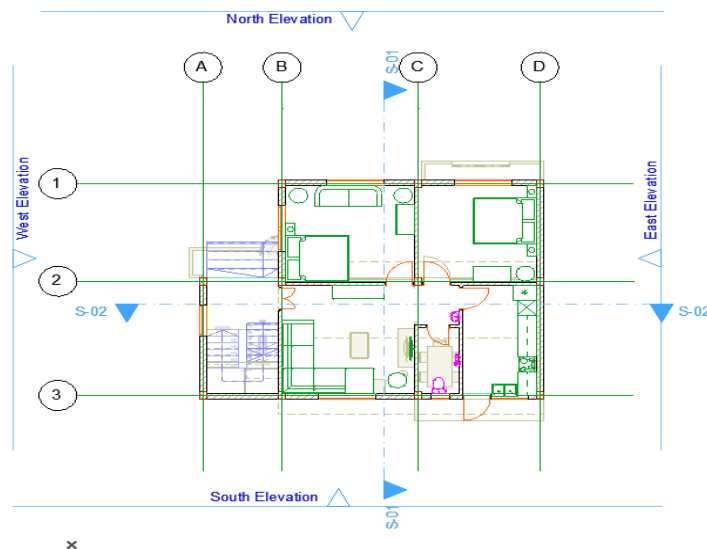 North Elevation
S-01
A
B
C
D
West Elevation
East Elevation
1
2
S-02
S-02
3
South Elevation
S-01